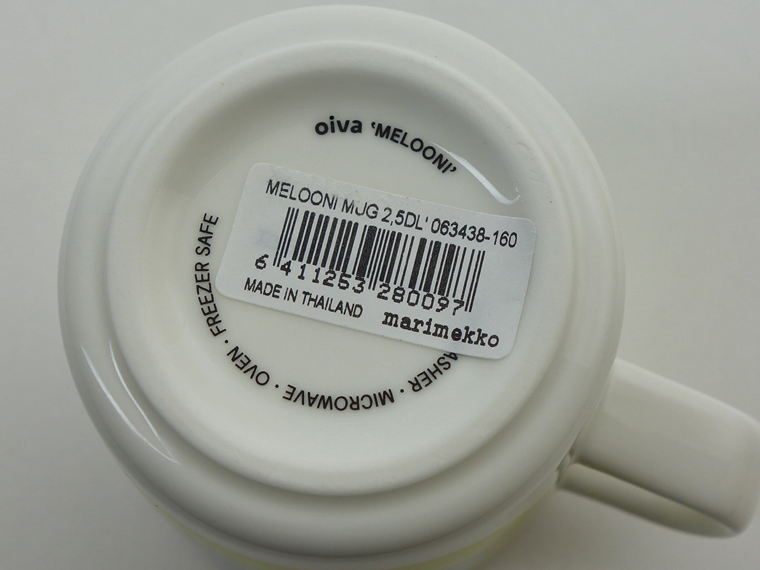 oiva 'MELOONI'
MELOONI MUG 2,5DL' 063438-160
6 411253 280097
MADE IN THAILAND
marimekko
ASHER · MICROWAVE · OVEN · FREEZER SAFE